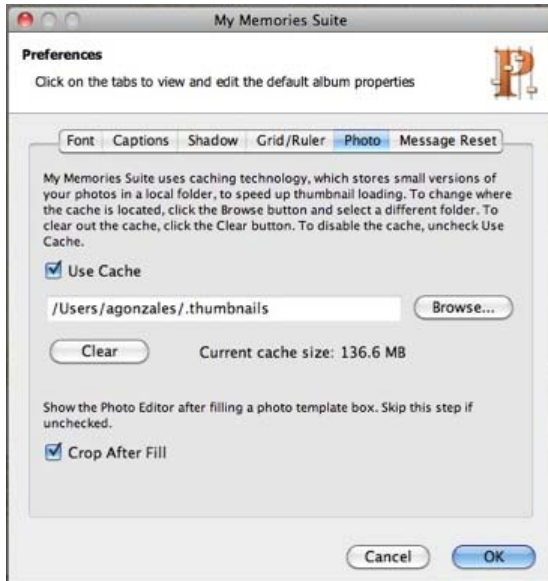 My Memories Suite
Preferences
Click on the tabs to view and edit the default album properties
P
Font Captions Shadow Grid/Ruler Photo Message Reset
My Memories Suite uses caching technology, which stores small versions of
your photos in a local folder, to speed up thumbnail loading. To change where
the cache is located, click the Browse button and select a different folder. To
clear out the cache, click the Clear button. To disable the cache, uncheck Use
Cache.
Use Cache
/Users/agonzales/.thumbnails Browse...
Clear Current cache size: 136.6 MB
Show the Photo Editor after filling a photo template box. Skip this step if
unchecked.
Crop After Fill
Cancel OK